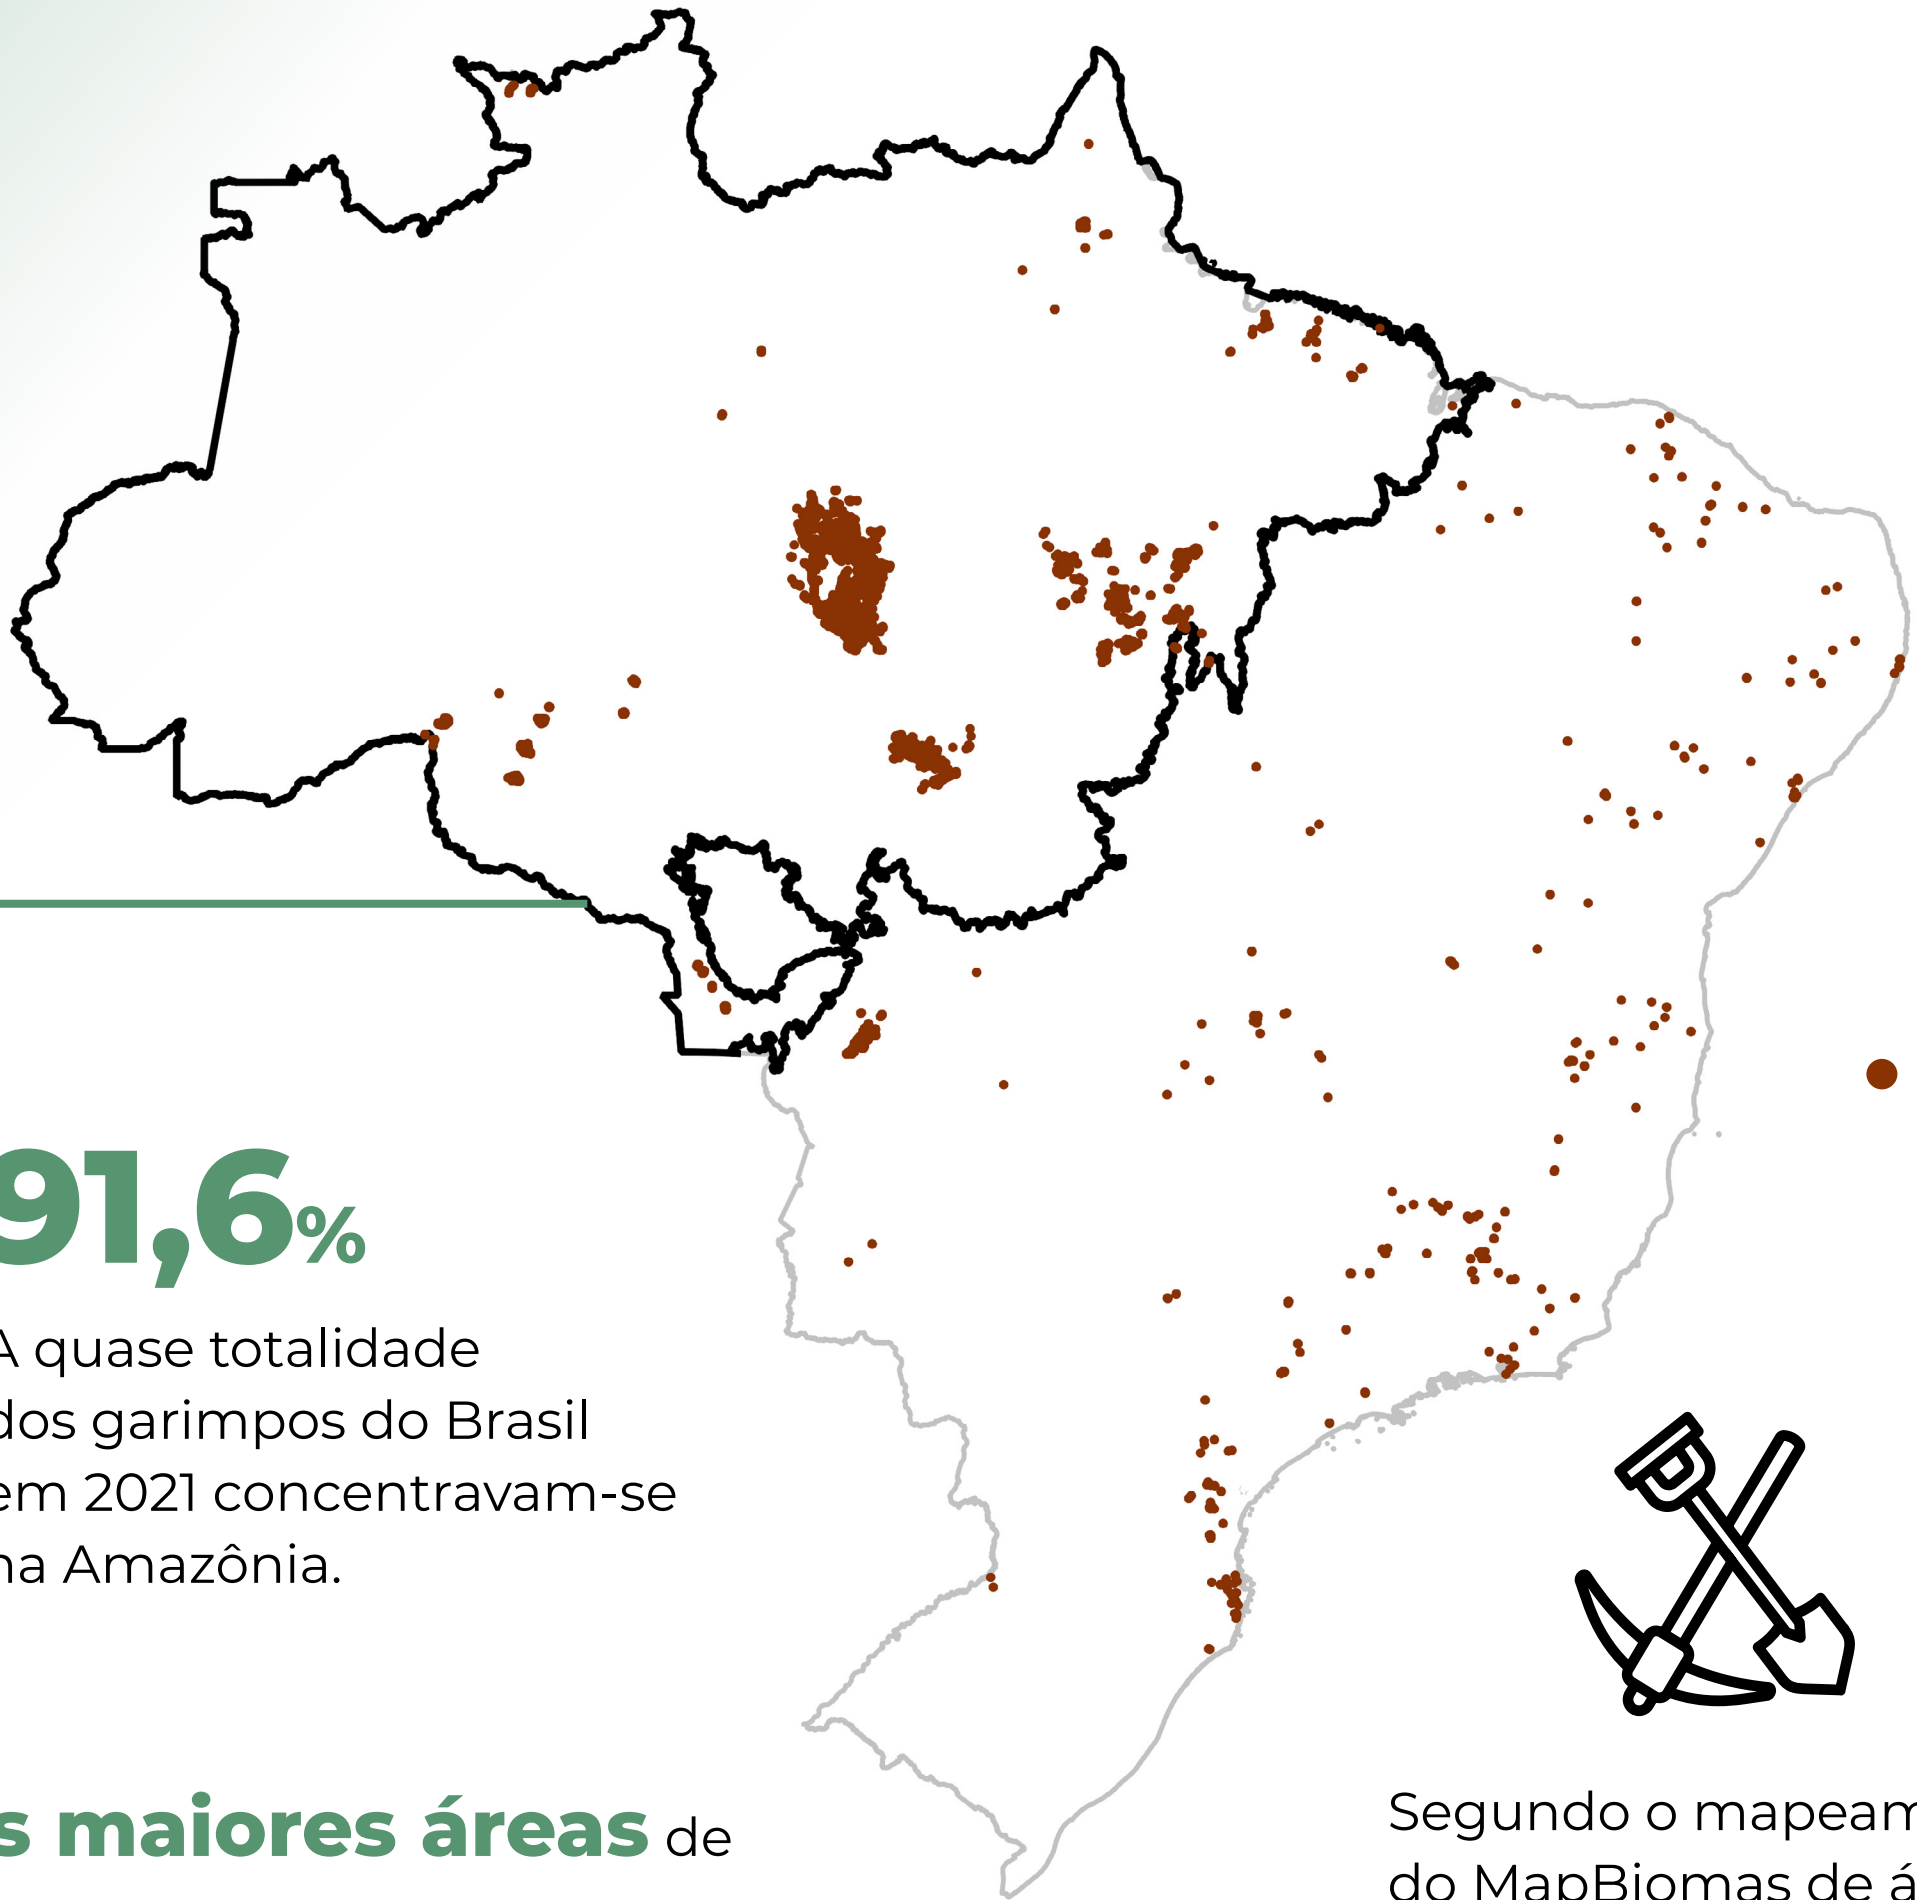 91,6%
A quase totalidade
dos garimpos do Brasil
em 2021 concentravam-se
na Amazônia.
s maiores áreas de
Segundo o mapeam
do MapBiomas de á